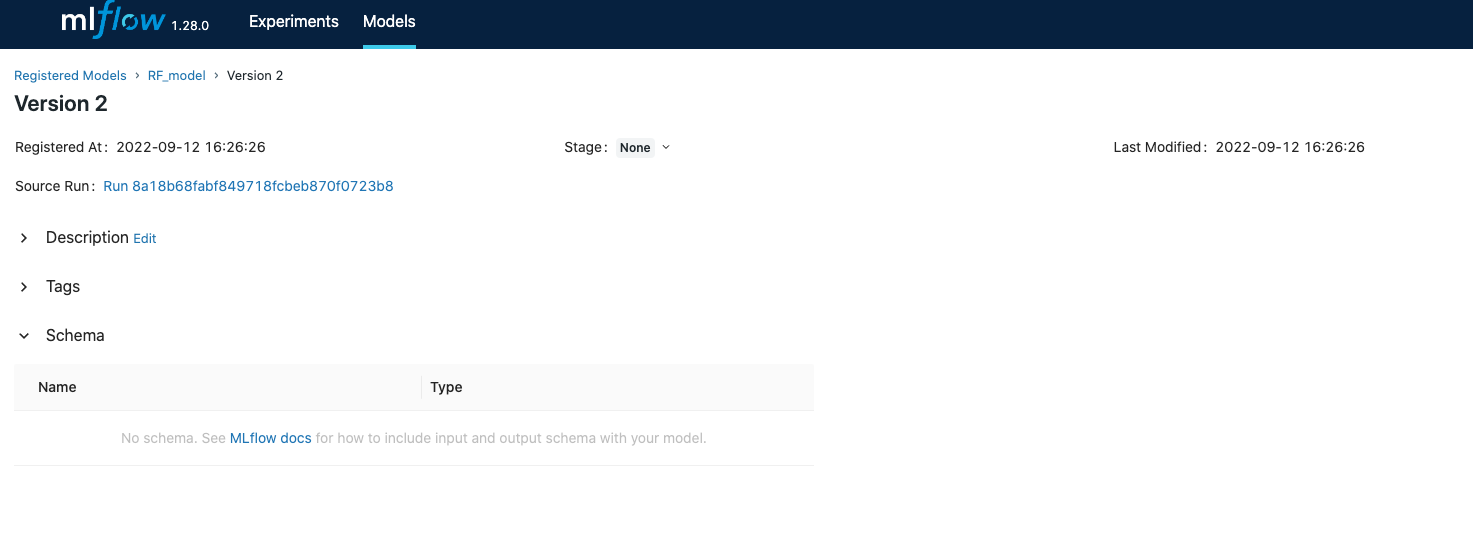 mlflow 1.28.0 Experiments Models
Registered Models › RF_model › Version 2
Version 2
Registered At: 2022-09-12 16:26:26 Stage: None Last Modified: 2022-09-12 16:26:26
Source Run: Run 8a18b68fabf849718fcbeb870f0723b8
Description Edit
Tags
Schema
Name Type
No schema. See MLflow docs for how to include input and output schema with your model.